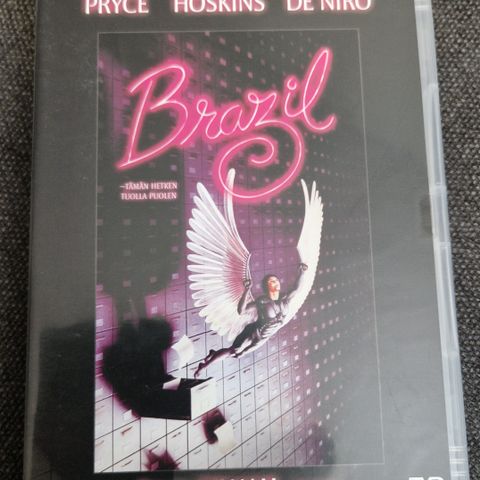 PRYCE HOSKINS DE NIRO
Brazil
–TÄMÄN HETKEN
TUOLLA PUOLEN